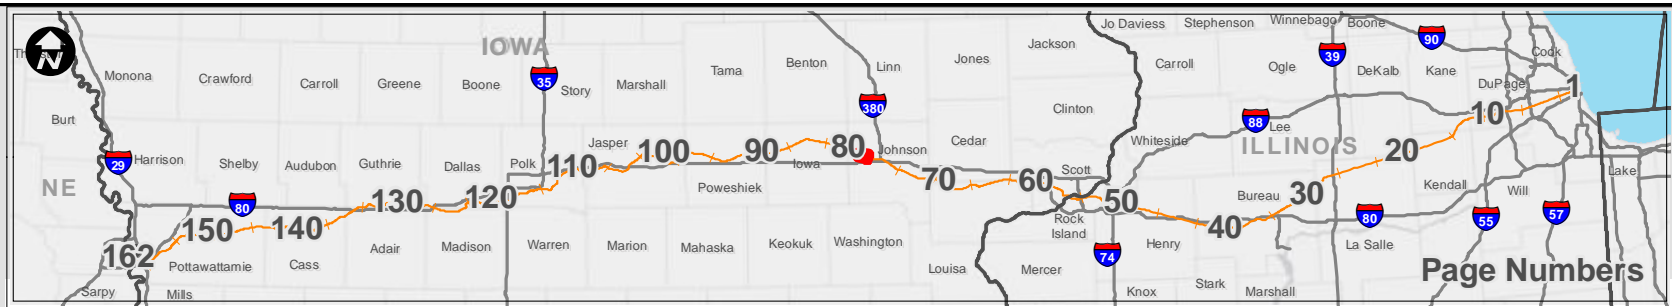 N
IOWA
NE
ILLINOIS
Monona
Crawford
Carroll
Greene
Boone
Story
Marshall
Tama
Benton
Linn
Jones
Jackson
Jo Daviess
Stephenson
Winnebago
Boone
Cook
Carroll
Ogle
DeKalb
Kane
DuPage
Burt
Harrison
Shelby
Audubon
Guthrie
Dallas
Polk
Jasper
Poweshiek
Iowa
Johnson
Cedar
Clinton
Scott
Whiteside
Lee
Bureau
Kendall
Will
Lake
Rock
Island
Henry
La Salle
Pottawattamie
Cass
Adair
Madison
Warren
Marion
Mahaska
Keokuk
Washington
Louisa
Mercer
Knox
Stark
Marshall
Sarpy
Mills
29
80
35
380
88
39
90
74
80
55
57
162
150
140
130
120
110
100
90
80
70
60
50
40
30
20
10
1
Page Numbers